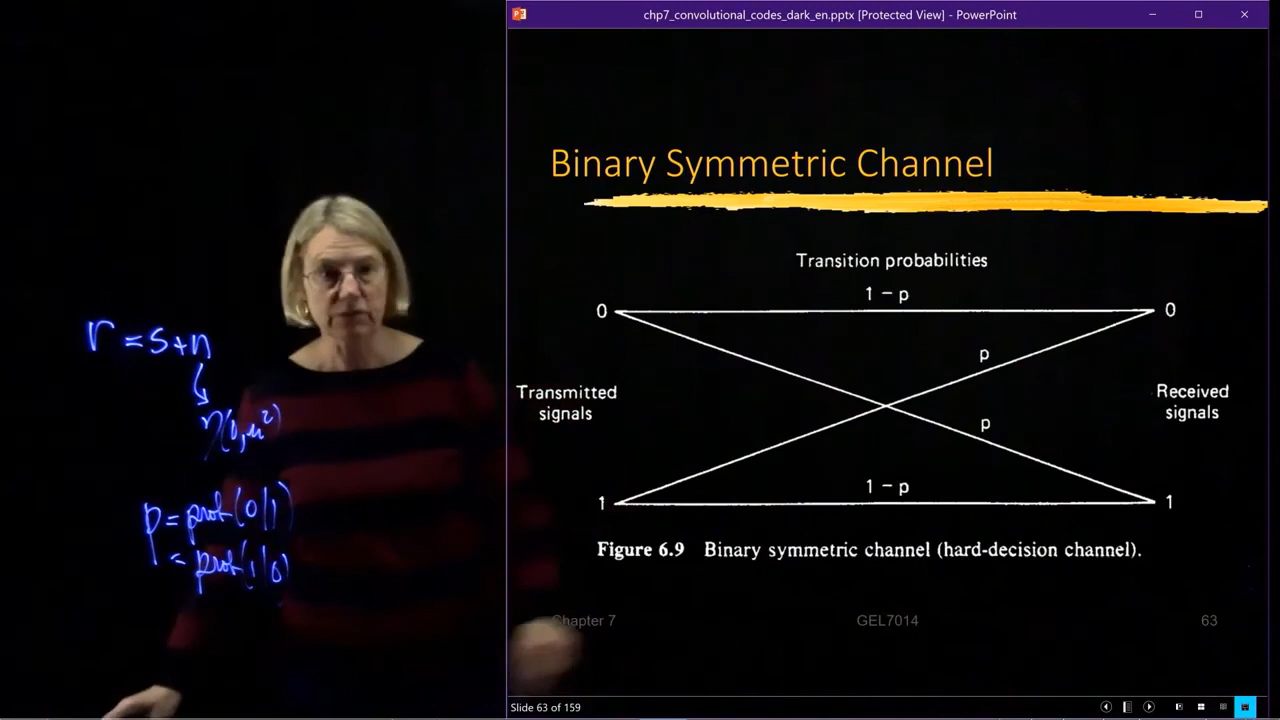 chp7_convolutional_codes_dark_en.pptx [Protected View] - PowerPoint
Binary Symmetric Channel
Transition probabilities
1 – p
0
0
p
Transmitted
signals
Received
signals
p
1 – p
1
1
Figure 6.9 Binary symmetric channel (hard-decision channel).
Chapter 7
GEL7014
63
Slide 63 of 159
r = s+n
p = prob(0|1)
= prob(1|0)